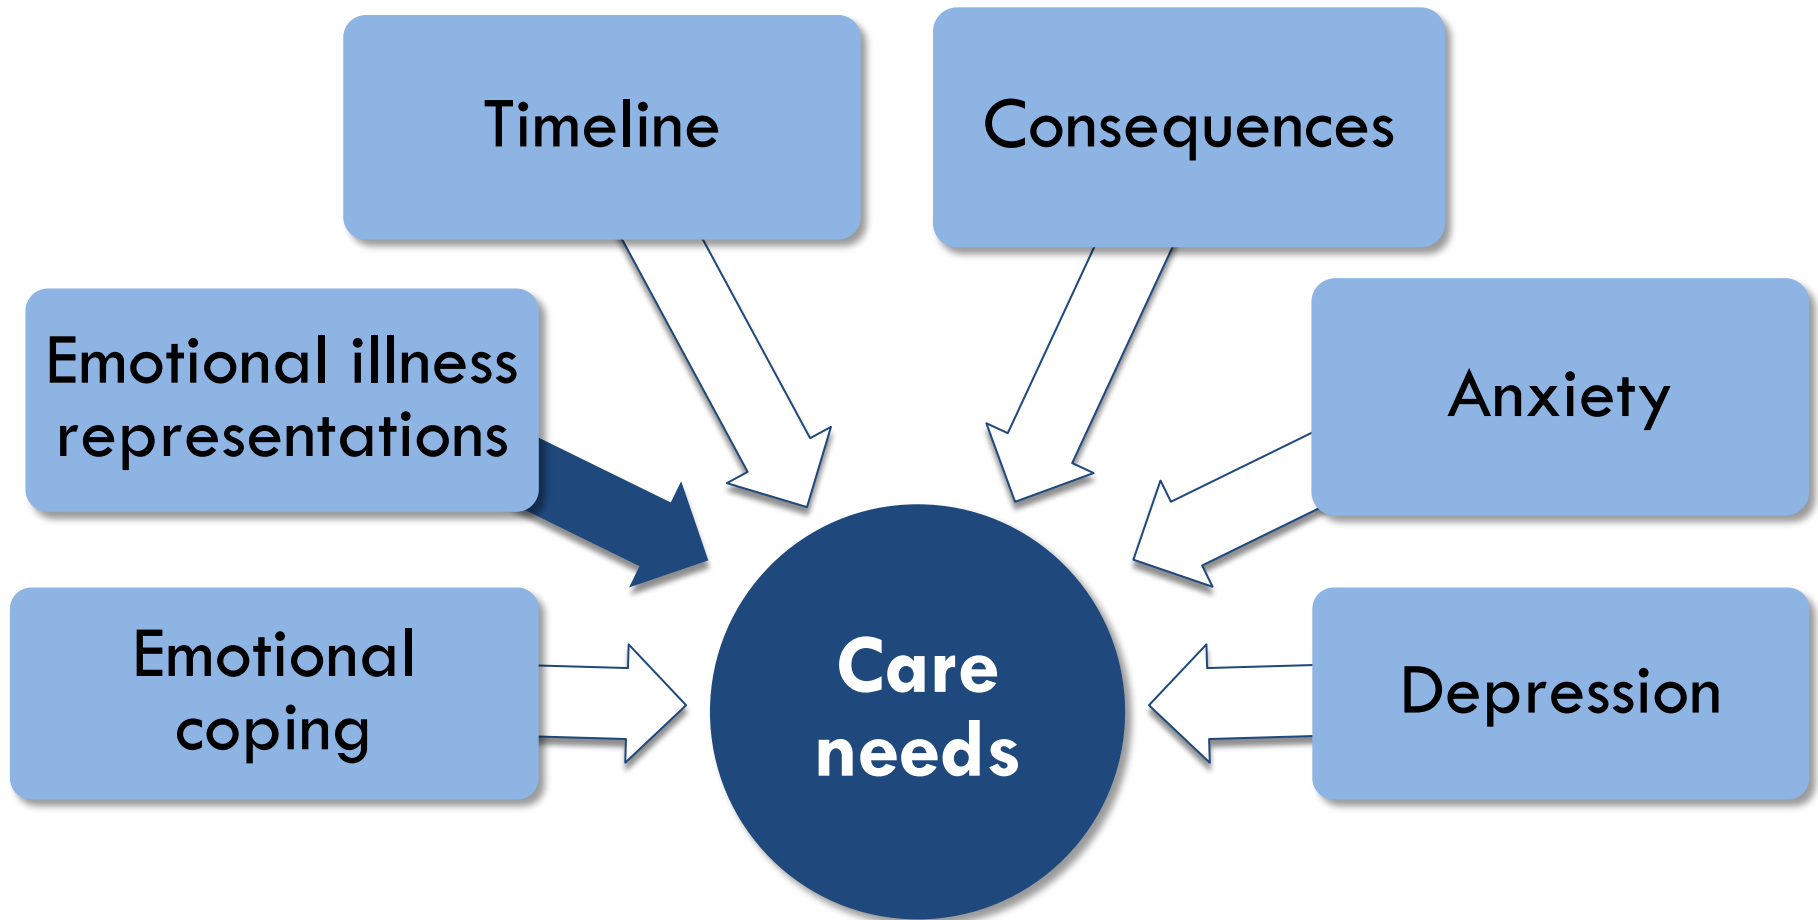 Timeline
Consequences
Emotional illness
representations
Anxiety
Emotional
coping
Care
needs
Depression